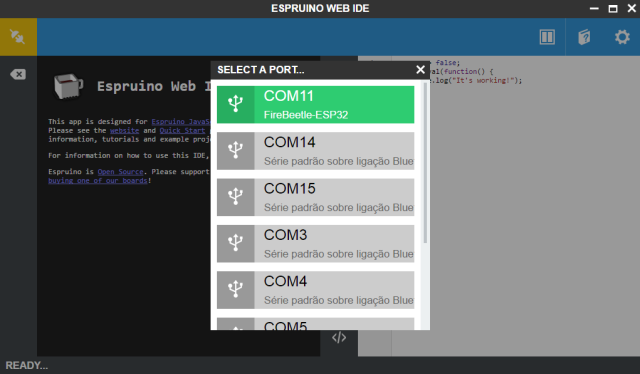 ESPRUINO WEB IDE
SELECT A PORT...
COM11
FireBeetle-ESP32
COM14
Série padrão sobre ligação Blue
COM15
Série padrão sobre ligação Blue
COM3
Série padrão sobre ligação Blue
COM4
Série padrão sobre ligação Blue
COM5
Espruino Web I
This app is designed for Espruino JavaS
Please see the website and Quick Start
information, tutorials and example proj
For information on how to use this IDE,
Espruino is Open Source. Please support
buying one of our boards!
false;
val(function() {
.log("It's working!");
READY...